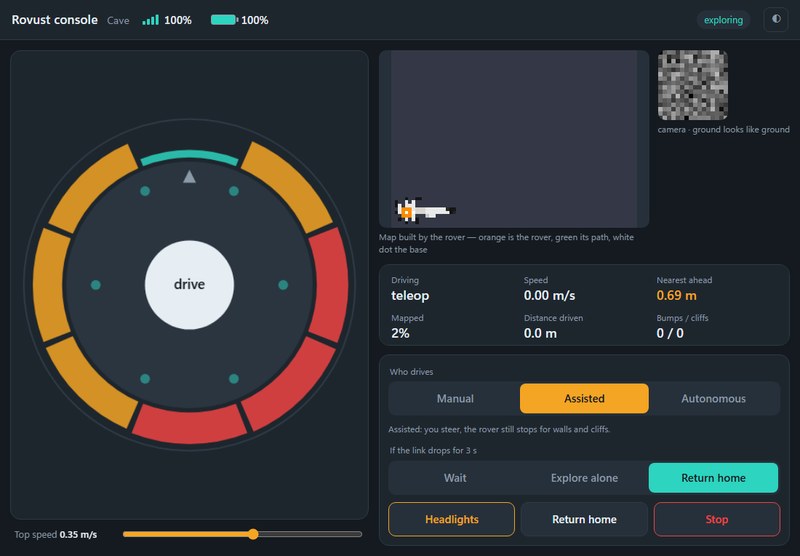 Rovust console Cave 100% 100% exploring
drive
Top speed 0.35 m/s
camera · ground looks like ground
Map built by the rover — orange is the rover, green its path, white
dot the base
Driving Speed Nearest ahead
teleop 0.00 m/s 0.69 m
Mapped Distance driven Bumps / cliffs
2% 0.0 m 0 / 0
Who drives
Manual Assisted Autonomous
Assisted: you steer, the rover still stops for walls and cliffs.
If the link drops for 3 s
Wait Explore alone Return home
Headlights Return home Stop